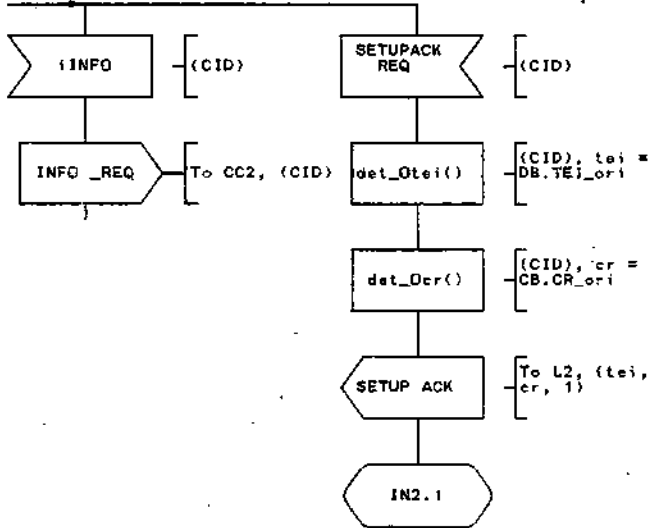 iINFO
(CID)
SETUPACK
REQ
(CID)
INFO _REQ
To CC2, (CID)
det_Otei()
(CID), tei =
DB.TEI_ori
det_Ocr()
(CID), cr =
CB.CR_ori
SETUP ACK
To L2, (tei,
cr, 1)
IN2.1